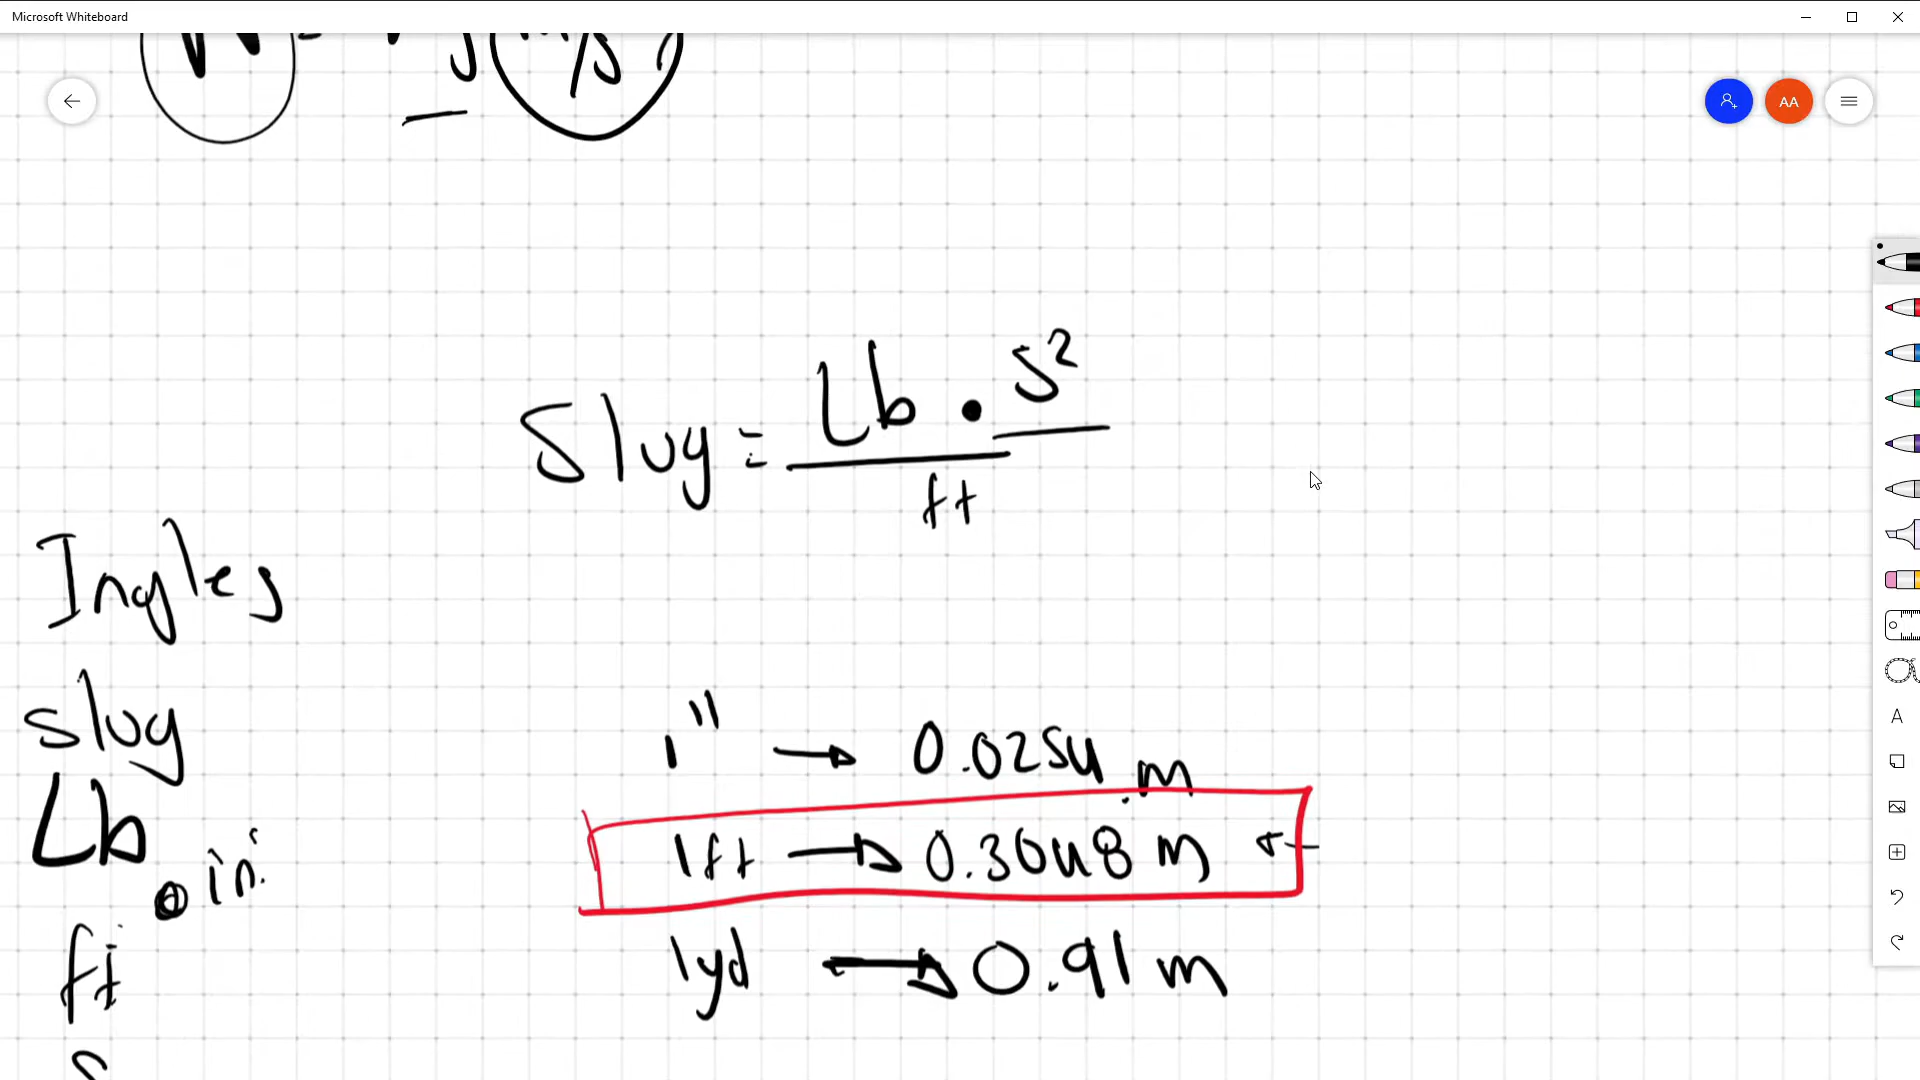 Microsoft Whiteboard
AA
Slug = Lb · s²
ft
Ingles
slug
Lb
in
ft
1" → 0.0254 m
1ft → 0.3048 m ←
1yd → 0.91 m
A